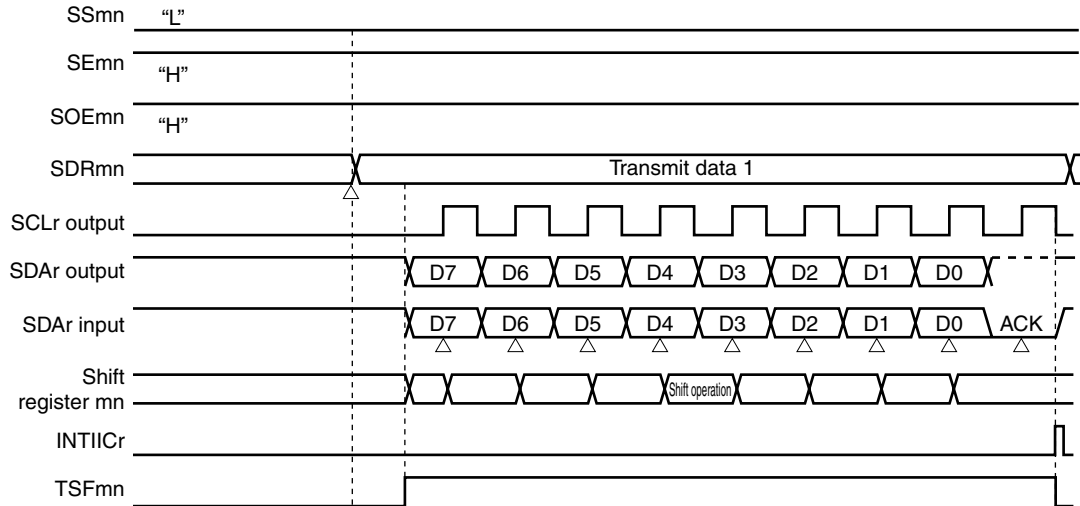 SSmn “L”
SEmn “H”
SOEmn “H”
SDRmn Transmit data 1
SCLr output
SDAr output D7 D6 D5 D4 D3 D2 D1 D0
SDAr input D7 D6 D5 D4 D3 D2 D1 D0 ACK
Shift
register mn Shift operation
INTIICr
TSFmn